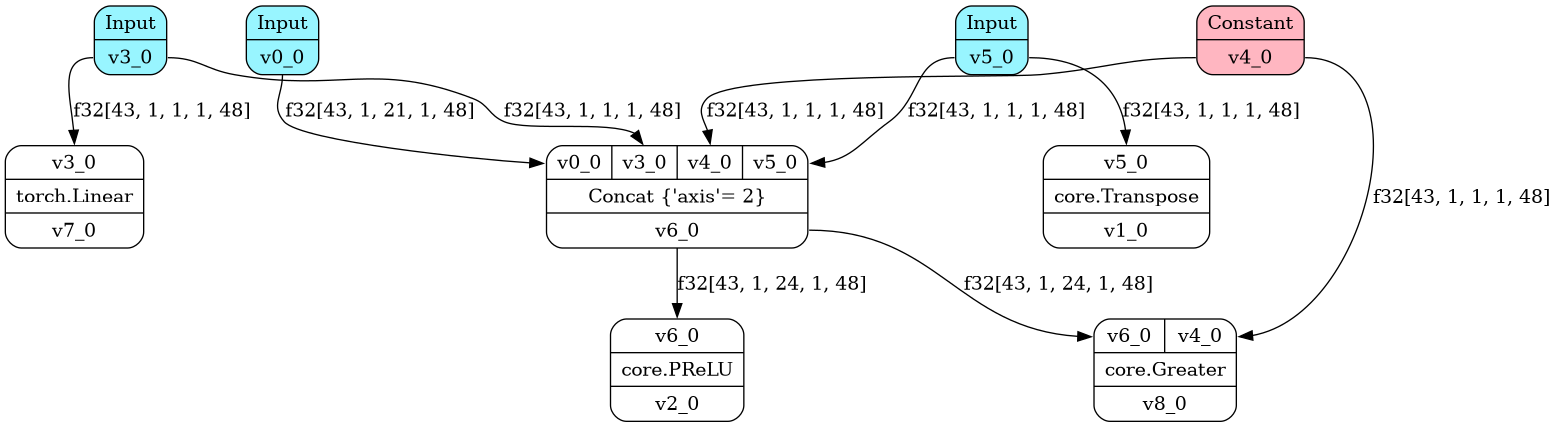 Input
v3_0
Input
v0_0
Input
v5_0
Constant
v4_0
f32[43, 1, 1, 1, 48]
f32[43, 1, 21, 1, 48]
f32[43, 1, 1, 1, 48]
f32[43, 1, 1, 1, 48]
f32[43, 1, 1, 1, 48]
f32[43, 1, 1, 1, 48]
v3_0
torch.Linear
v7_0
v0_0 v3_0 v4_0 v5_0
Concat {'axis'= 2}
v6_0
v5_0
core.Transpose
v1_0
f32[43, 1, 1, 1, 48]
f32[43, 1, 24, 1, 48]
f32[43, 1, 24, 1, 48]
v6_0
core.PReLU
v2_0
v6_0 v4_0
core.Greater
v8_0